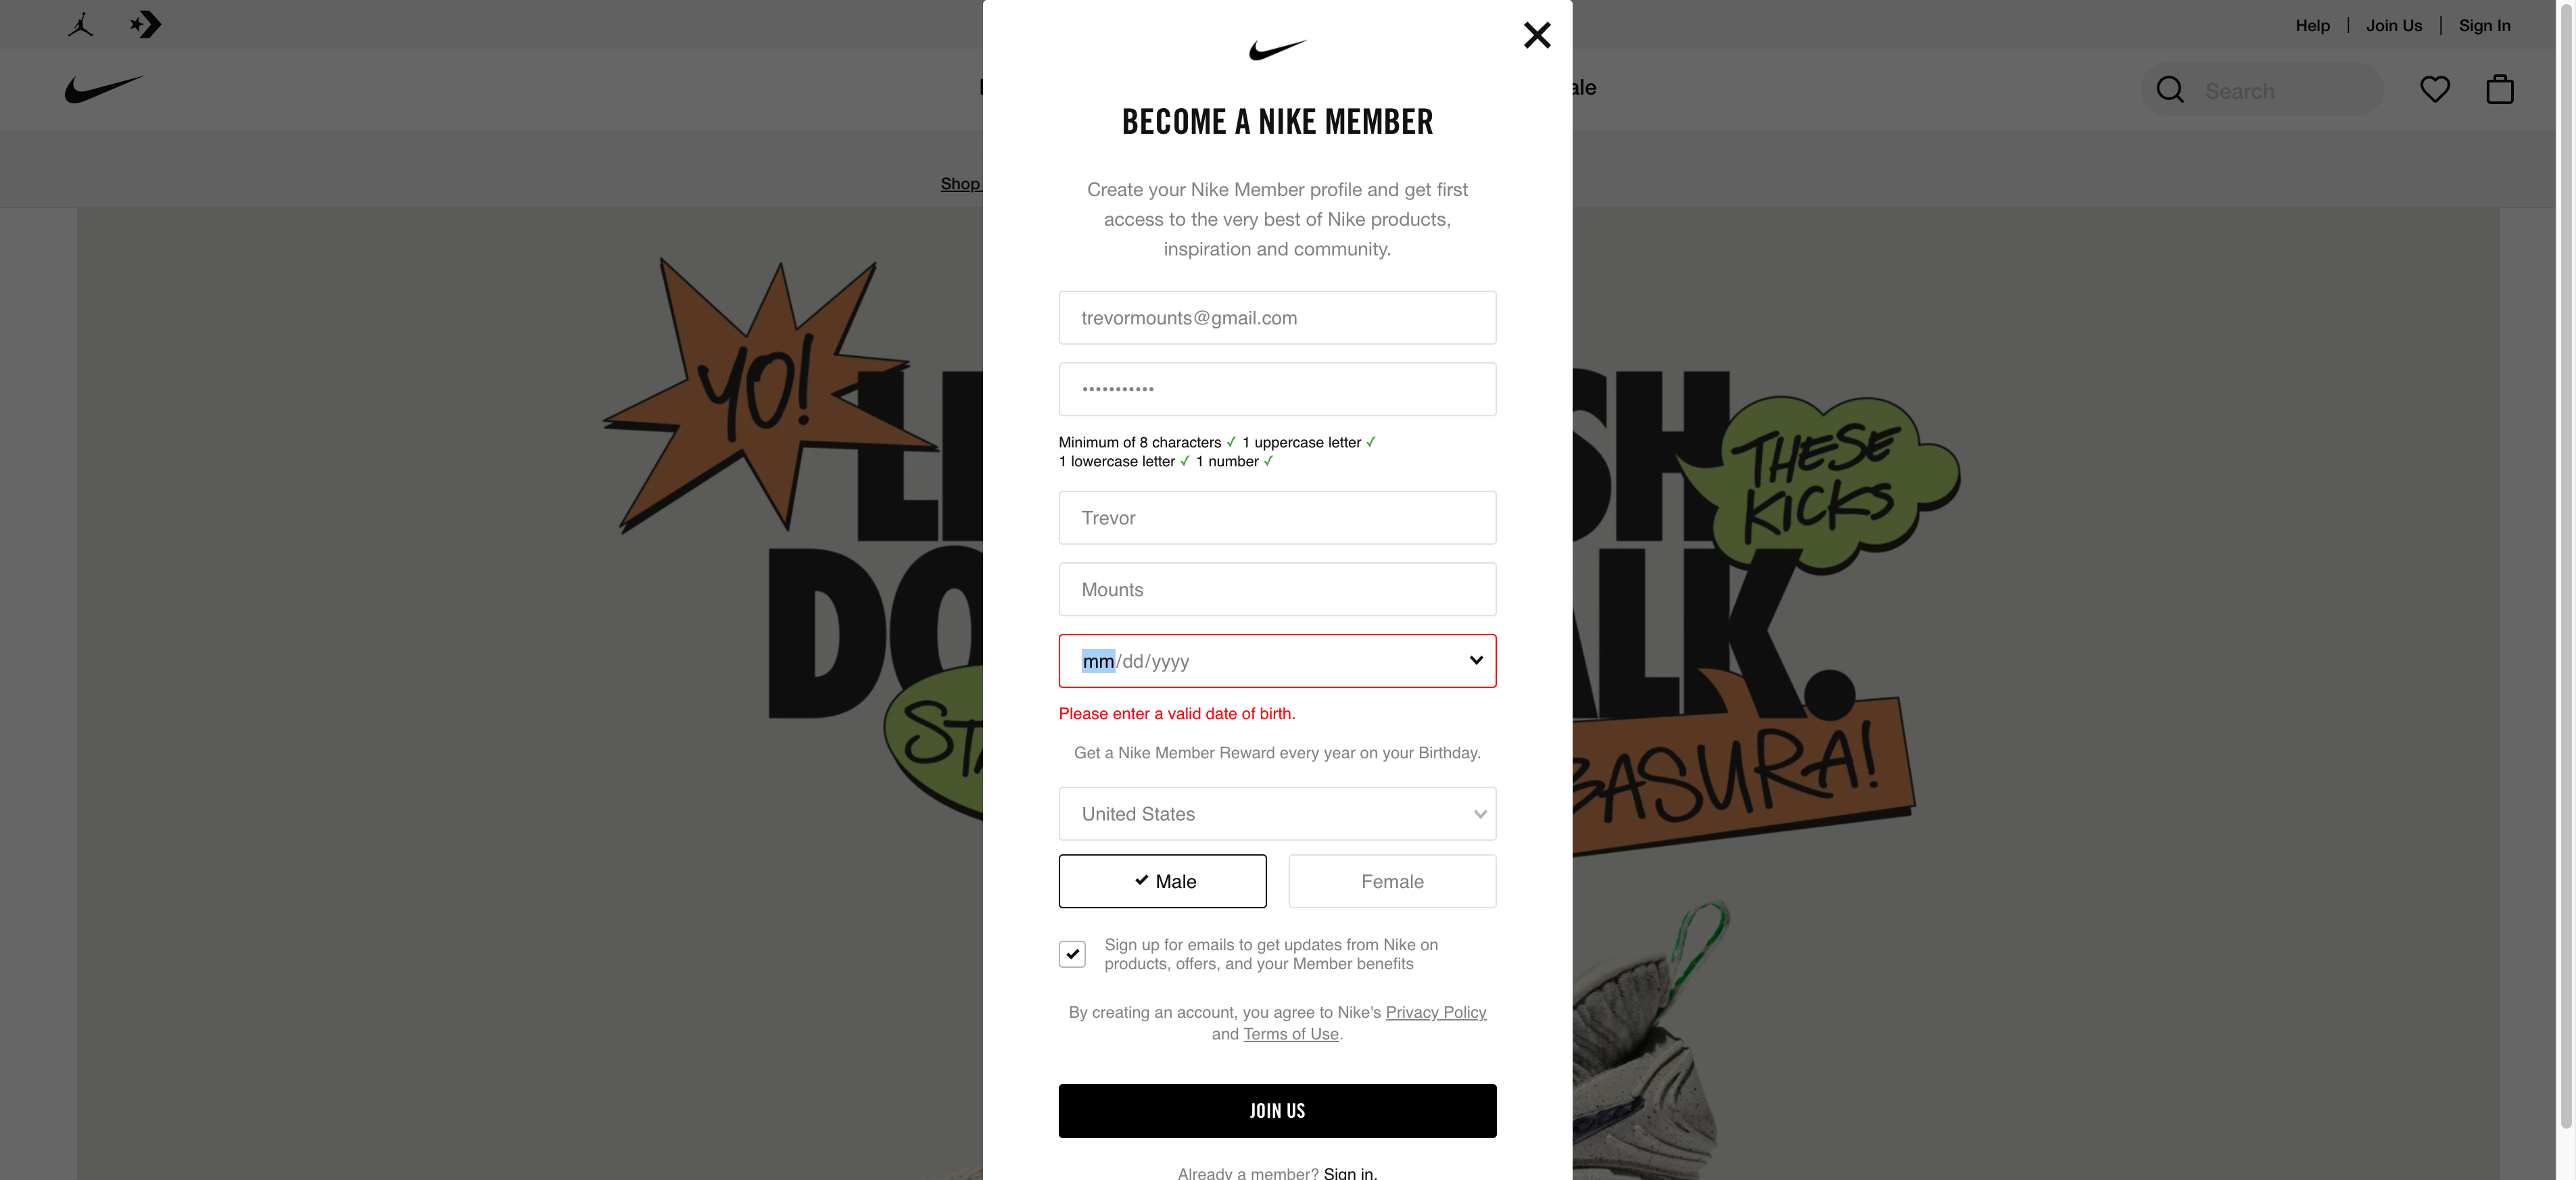 Help | Join Us | Sign In
ale
Search
Shop
YO!
THESE
KICKS
DO
SH
ALK.
BASURA!
BECOME A NIKE MEMBER
Create your Nike Member profile and get first
access to the very best of Nike products,
inspiration and community.
trevormounts@gmail.com
•••••••••••
Minimum of 8 characters ✓ 1 uppercase letter ✓
1 lowercase letter ✓ 1 number ✓
Trevor
Mounts
mm/dd/yyyy
Please enter a valid date of birth.
Get a Nike Member Reward every year on your Birthday.
United States
Male
Female
Sign up for emails to get updates from Nike on
products, offers, and your Member benefits
By creating an account, you agree to Nike's Privacy Policy
and Terms of Use.
JOIN US
Already a member? Sign in.